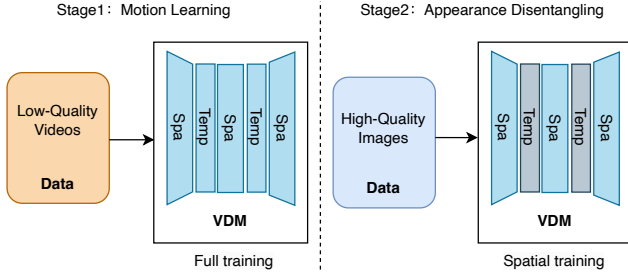 Stage1: Motion Learning
Low-Quality
Videos
Data
Spa
Temp
Spa
Temp
Spa
VDM
Full training
Stage2: Appearance Disentangling
High-Quality
Images
Data
Spa
Temp
Spa
Temp
Spa
VDM
Spatial training